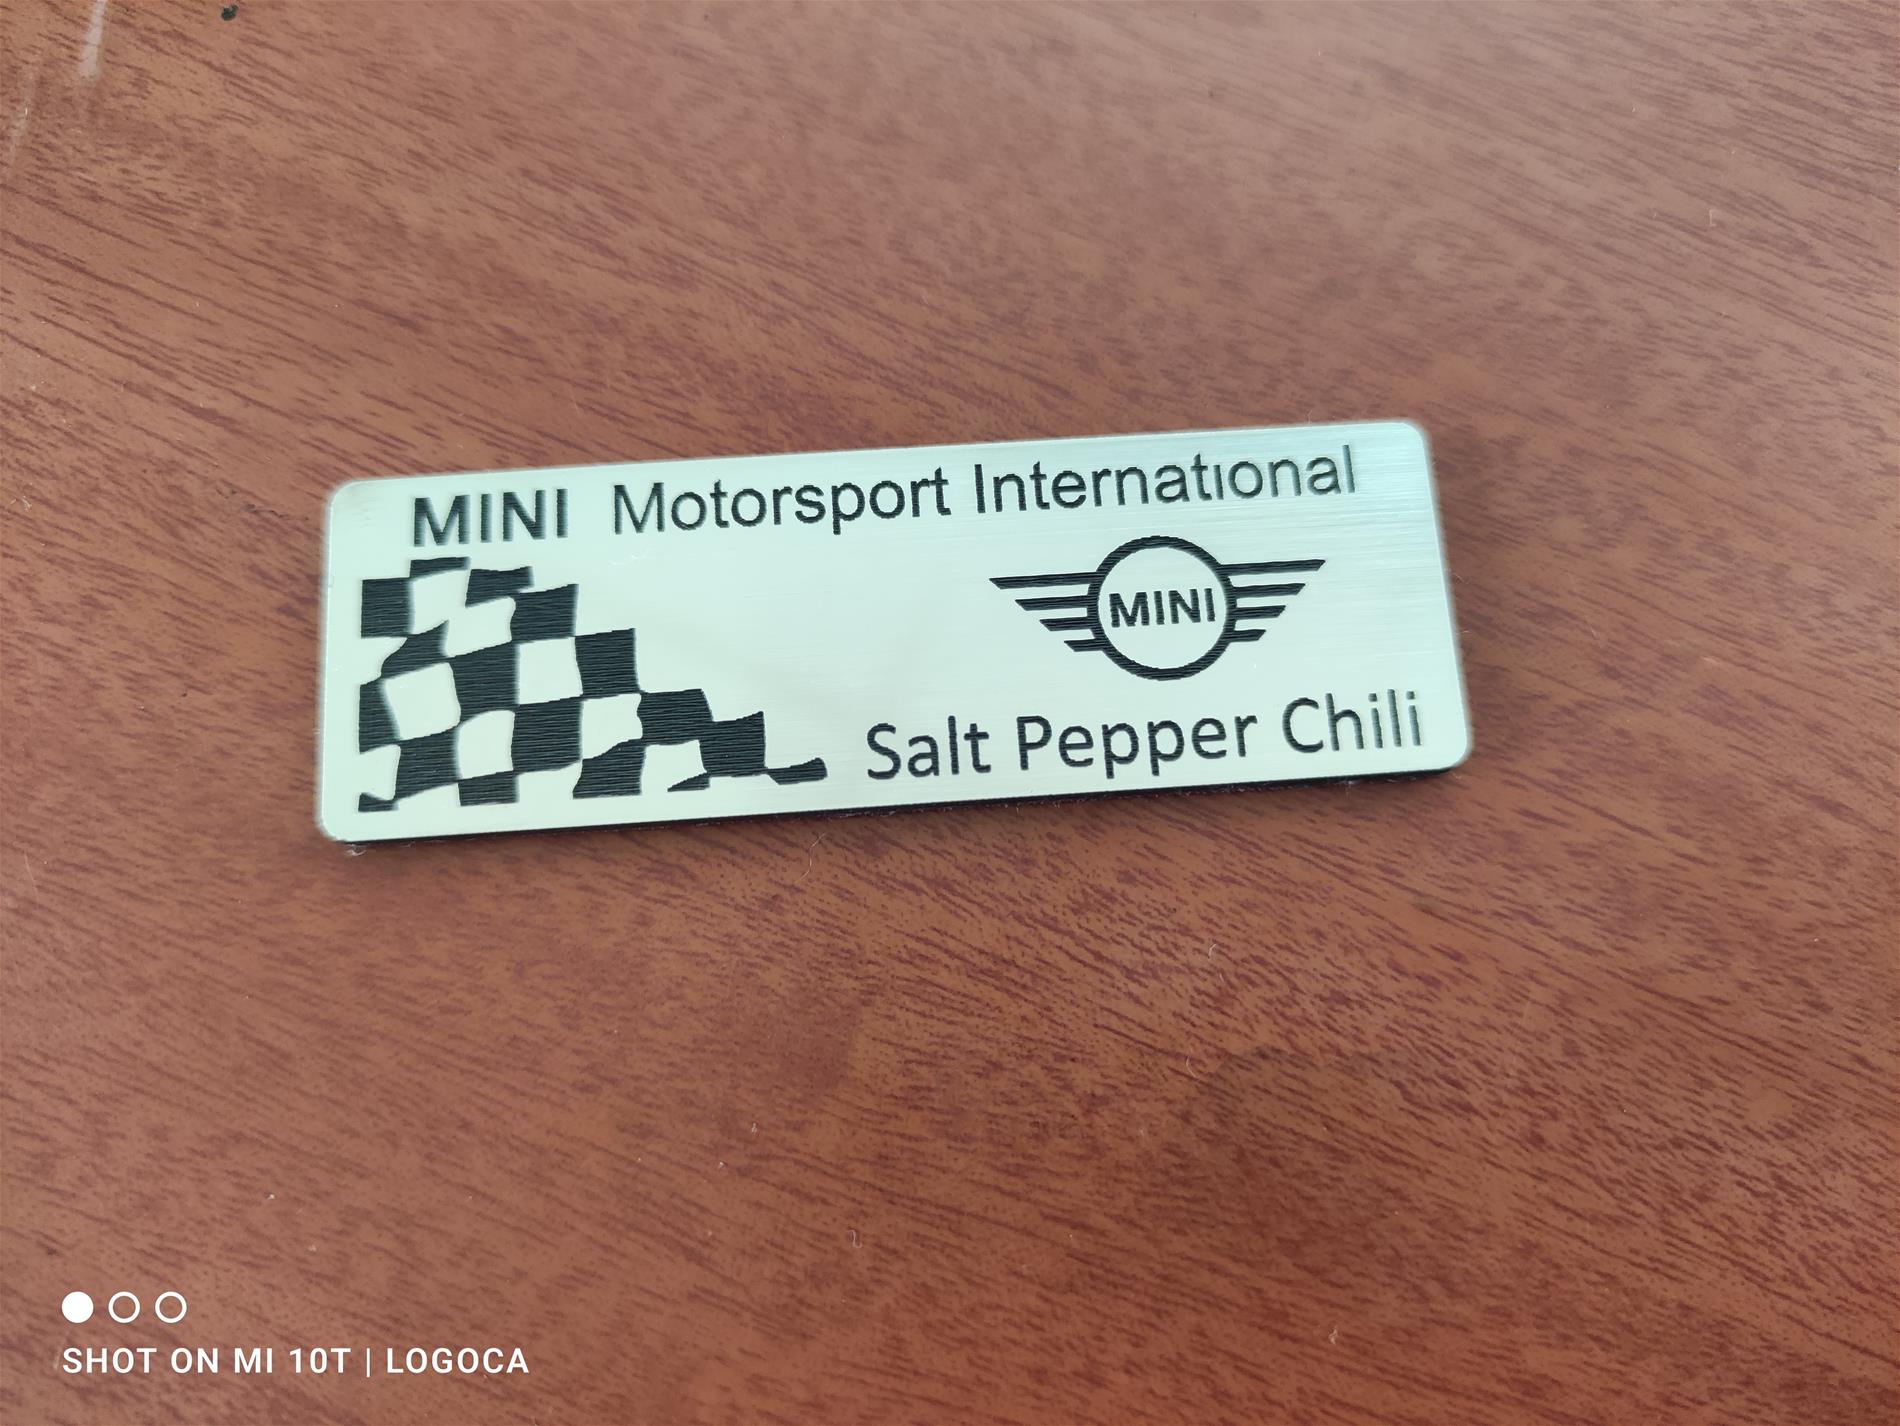 MINI Motorsport International
MINI
Salt Pepper Chili
SHOT ON MI 10T | LOGOCA